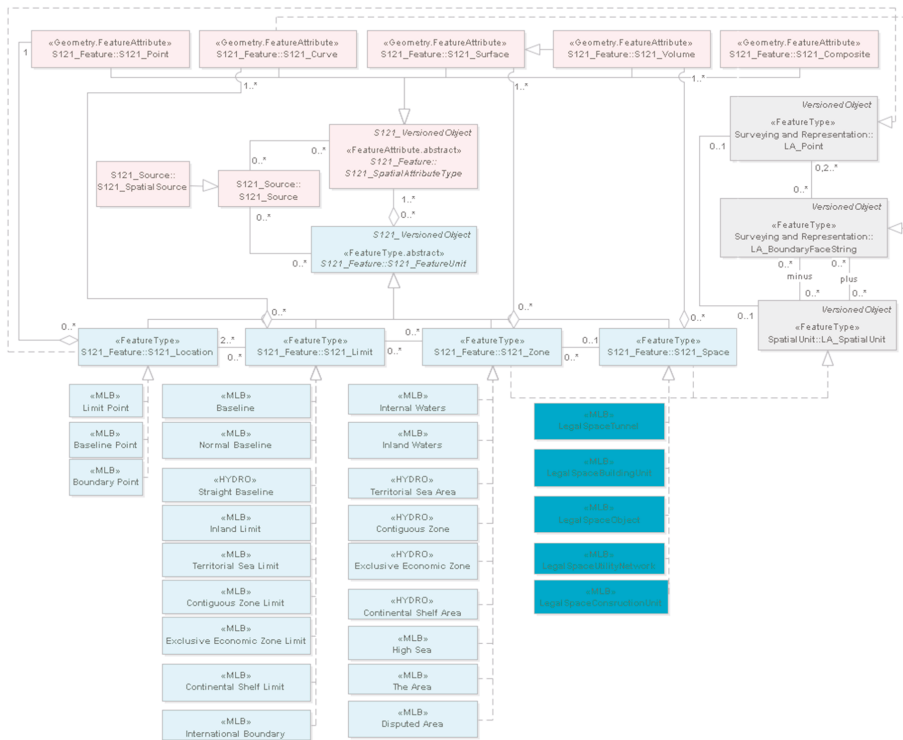 «Geometry.FeatureAttribute»
S121_Feature::S121_Point
«Geometry.FeatureAttribute»
S121_Feature::S121_Curve
«Geometry.FeatureAttribute»
S121_Feature::S121_Surface
«Geometry.FeatureAttribute»
S121_Feature::S121_Volume
«Geometry.FeatureAttribute»
S121_Feature::S121_Composite
1
1..*
1..*
1..*
VersionedObject
«FeatureType»
Surveying and Representation::
LA_Point
0..1
0,2..*
0..*
S121_VersionedObject
«FeatureAttribute.abstract»
S121_Feature::
S121_SpatialAttributeType
0..*
0..*
S121_Source::
S121_SpatialSource
S121_Source::
S121_Source
0..*
0..*
1..*
0..*
S121_VersionedObject
«FeatureType.abstract»
S121_Feature::S121_FeatureUnit
VersionedObject
«FeatureType»
Surveying and Representation::
LA_BoundaryFaceString
0..*
0..*
minus
plus
0..*
0..*
0..1
VersionedObject
«FeatureType»
SpatialUnit::LA_SpatialUnit
0..*
0..*
0..*
0..*
«FeatureType»
S121_Feature::S121_Location
2..*
0..*
«FeatureType»
S121_Feature::S121_Limit
0..*
0..*
«FeatureType»
S121_Feature::S121_Zone
0..1
0..*
«FeatureType»
S121_Feature::S121_Space
«MLB»
Limit Point
«MLB»
Baseline Point
«MLB»
Boundary Point
«MLB»
Baseline
«MLB»
Normal Baseline
«HYDRO»
Straight Baseline
«MLB»
Inland Limit
«MLB»
Territorial Sea Limit
«MLB»
Contiguous Zone Limit
«MLB»
Exclusive Economic Zone Limit
«MLB»
Continental Shelf Limit
«MLB»
International Boundary
«MLB»
Internal Waters
«MLB»
Inland Waters
«HYDRO»
Territorial Sea Area
«HYDRO»
Contiguous Zone
«HYDRO»
Exclusive Economic Zone
«HYDRO»
Continental Shelf Area
«MLB»
High Sea
«MLB»
The Area
«MLB»
Disputed Area
«MLB»
LegalSpaceTunner
«MLB»
LegalSpaceBuildingUnit
«MLB»
LegalSpaceObject
«MLB»
LegalSpaceUtilityNetwork
«MLB»
LegalSpaceConstructionUnit